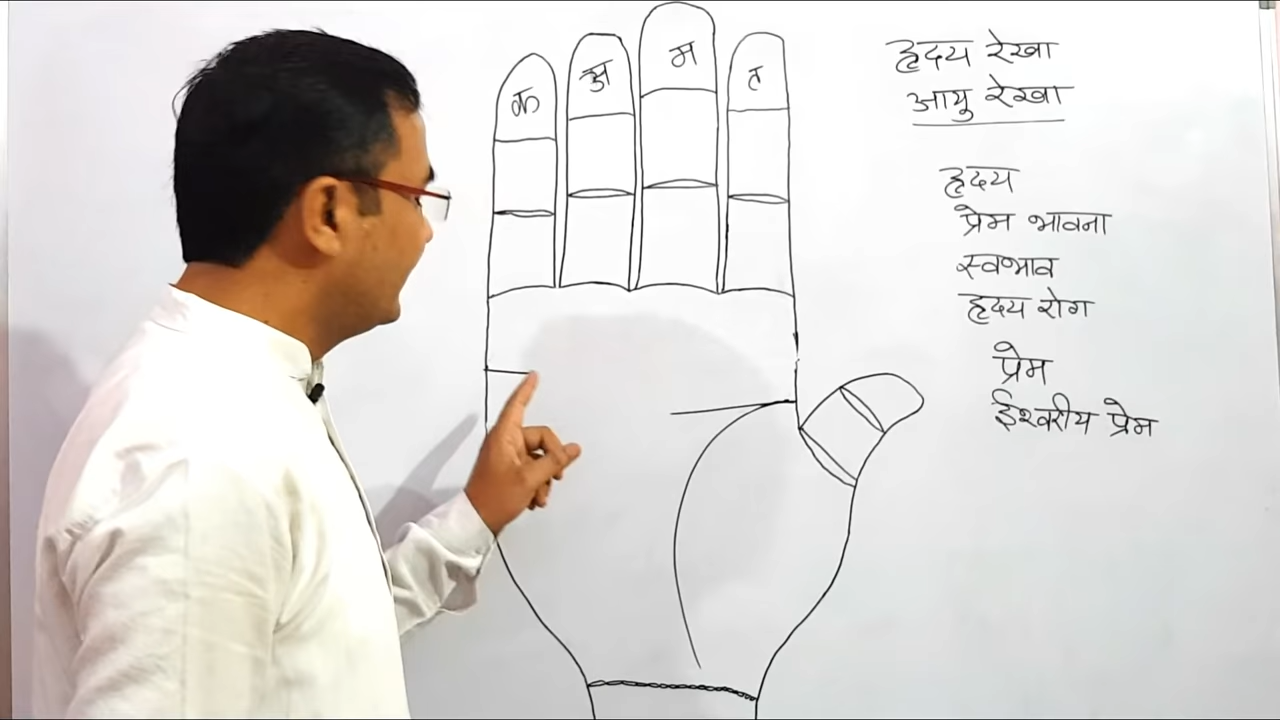 क
अ
म
त
हृदय रेखा
आयु रेखा
हृदय
प्रेम भावना
स्वभाव
हृदय रोग
प्रेम
ईश्वरीय प्रेम